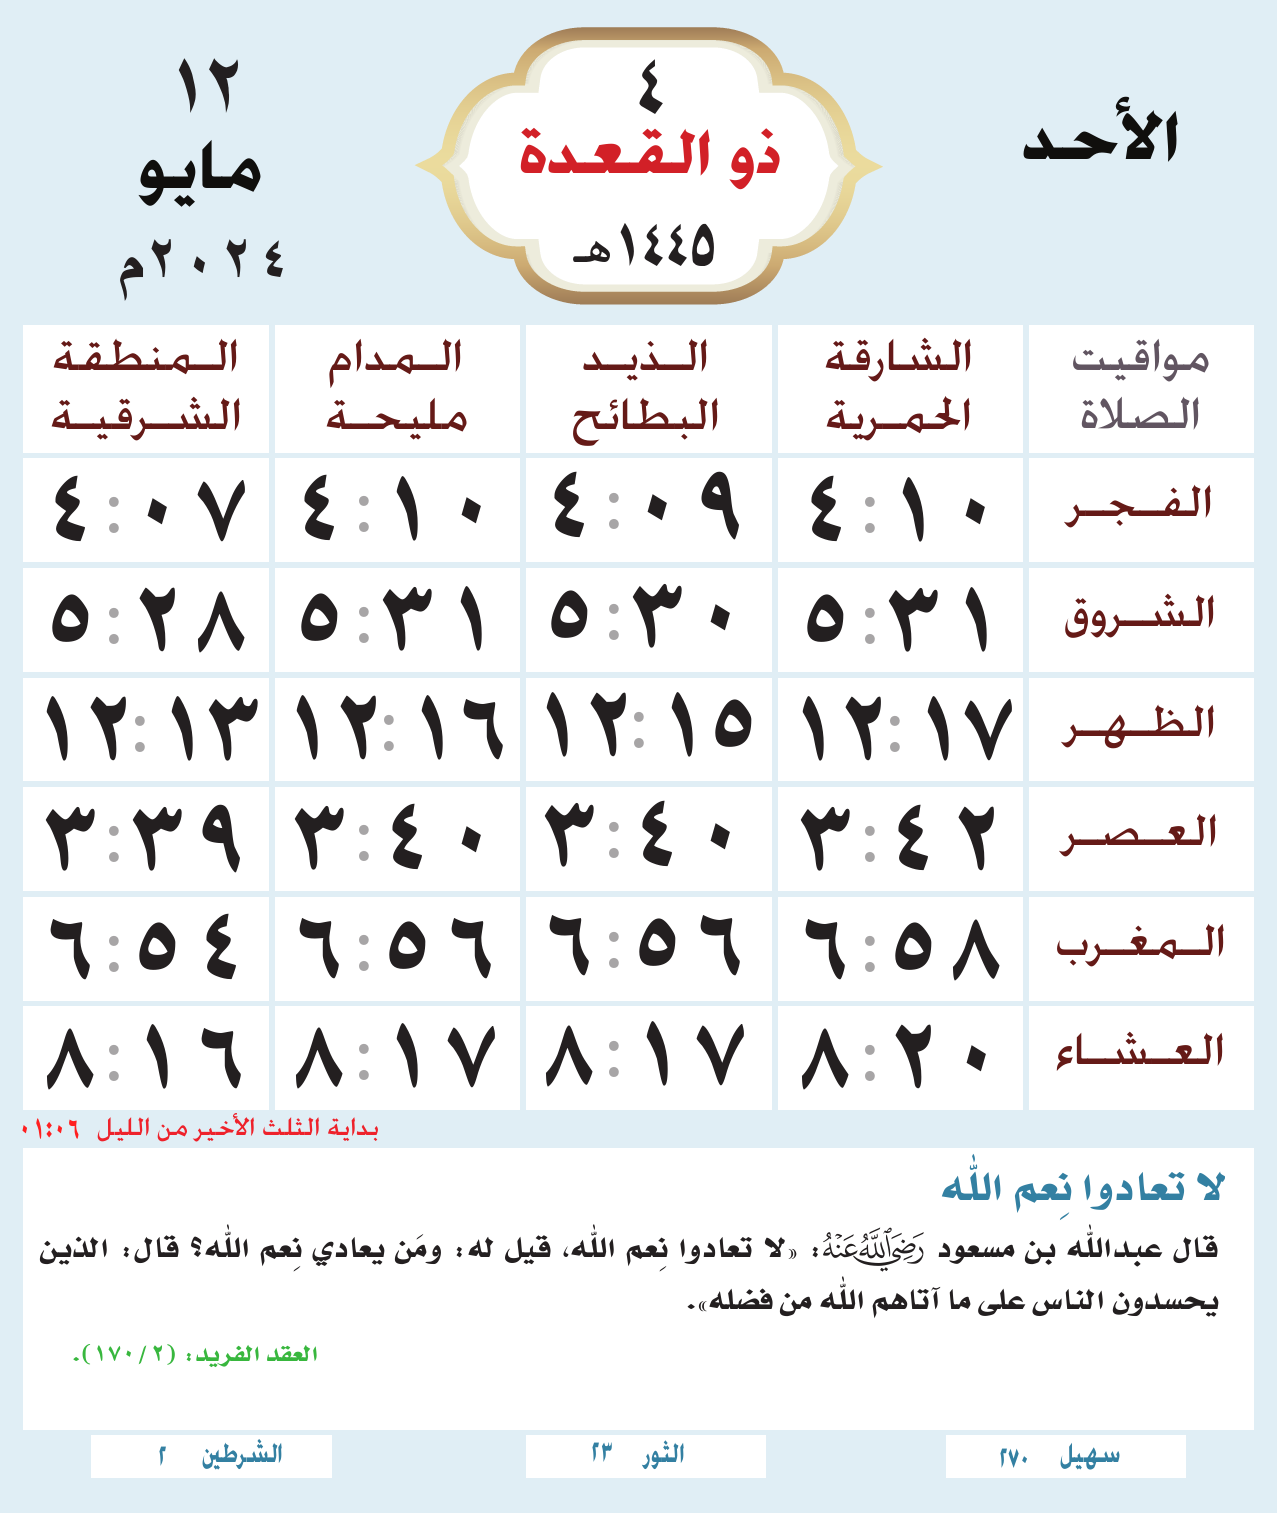 الأحد
٤
ذو القعدة
١٤٤٥هـ
١٢
مايو
٢٠٢٤م
مواقيت الصلاة | الشارقة الحمرية | الذيد البطائح | المدام مليحة | المنطقة الشرقية
الفجر | ٤:١٠ | ٤:٠٩ | ٤:١٠ | ٤:٠٧
الشروق | ٥:٣١ | ٥:٣٠ | ٥:٣١ | ٥:٢٨
الظهر | ١٢:١٧ | ١٢:١٥ | ١٢:١٦ | ١٢:١٣
العصر | ٣:٤٢ | ٣:٤٠ | ٣:٤٠ | ٣:٣٩
المغرب | ٦:٥٨ | ٦:٥٦ | ٦:٥٦ | ٦:٥٤
العشاء | ٨:٢٠ | ٨:١٧ | ٨:١٧ | ٨:١٦
بداية الثلث الأخير من الليل ٠١:٠٦
لا تعادوا نِعم الله
قال عبدالله بن مسعود رَضِيَ اللَّهُ عَنْهُ: «لا تعادوا نِعم الله، قيل له: ومَن يعادي نِعم الله؟ قال: الذين
يحسدون الناس على ما آتاهم الله من فضله».
العقد الفريد: (٢/١٧٠).
سهيل ٢٧٠
الثور ٢٣
الشرطين ٢